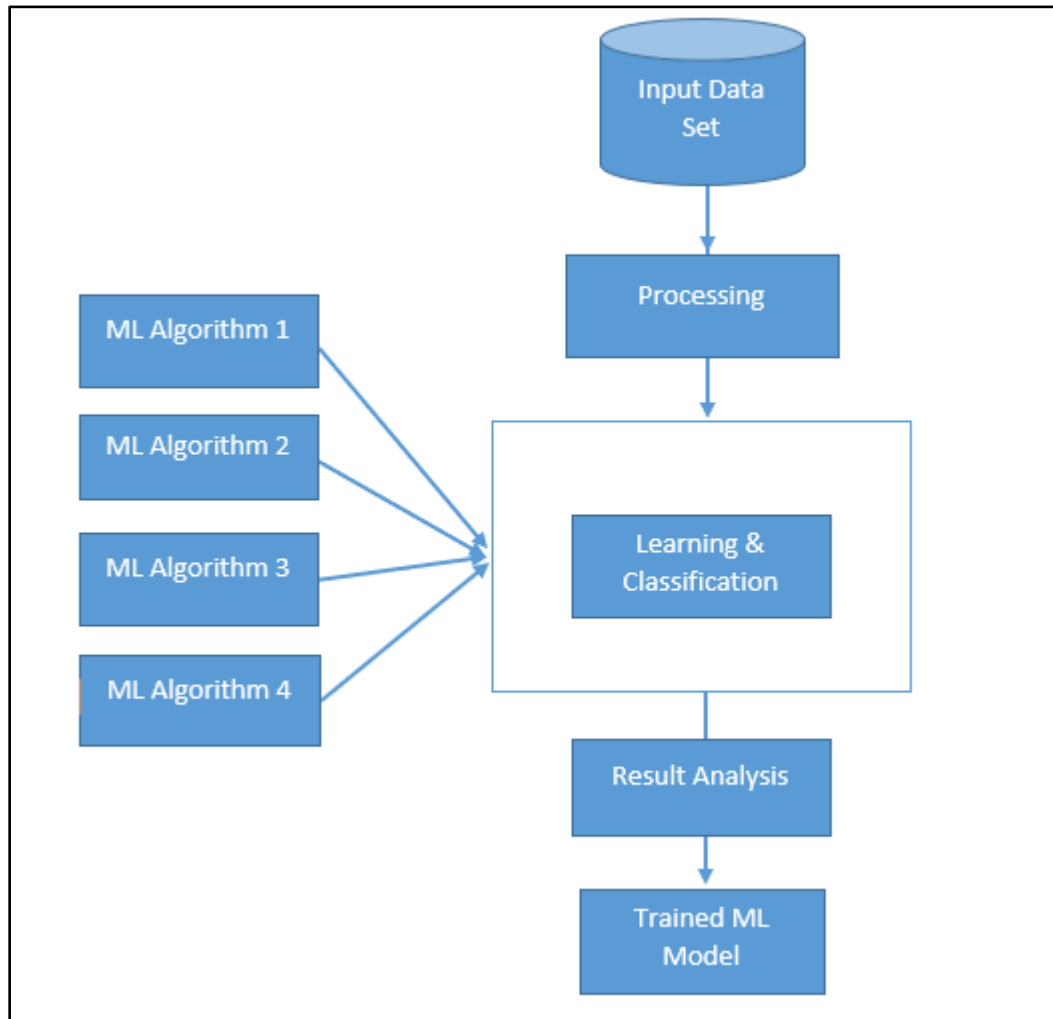 Input Data
Set
Processing
ML Algorithm 1
ML Algorithm 2
ML Algorithm 3
ML Algorithm 4
Learning &
Classification
Result Analysis
Trained ML
Model